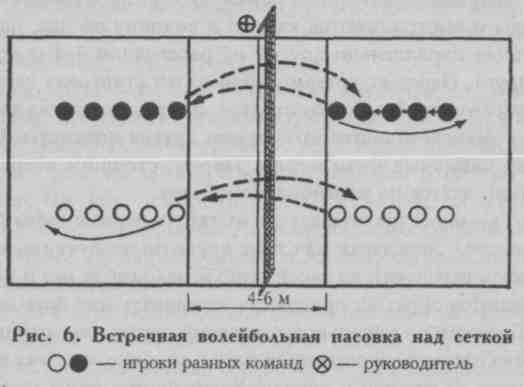 4-6 м
Рис. 6. Встречная волейбольная пасовка над сеткой
— игроки разных команд — руководитель